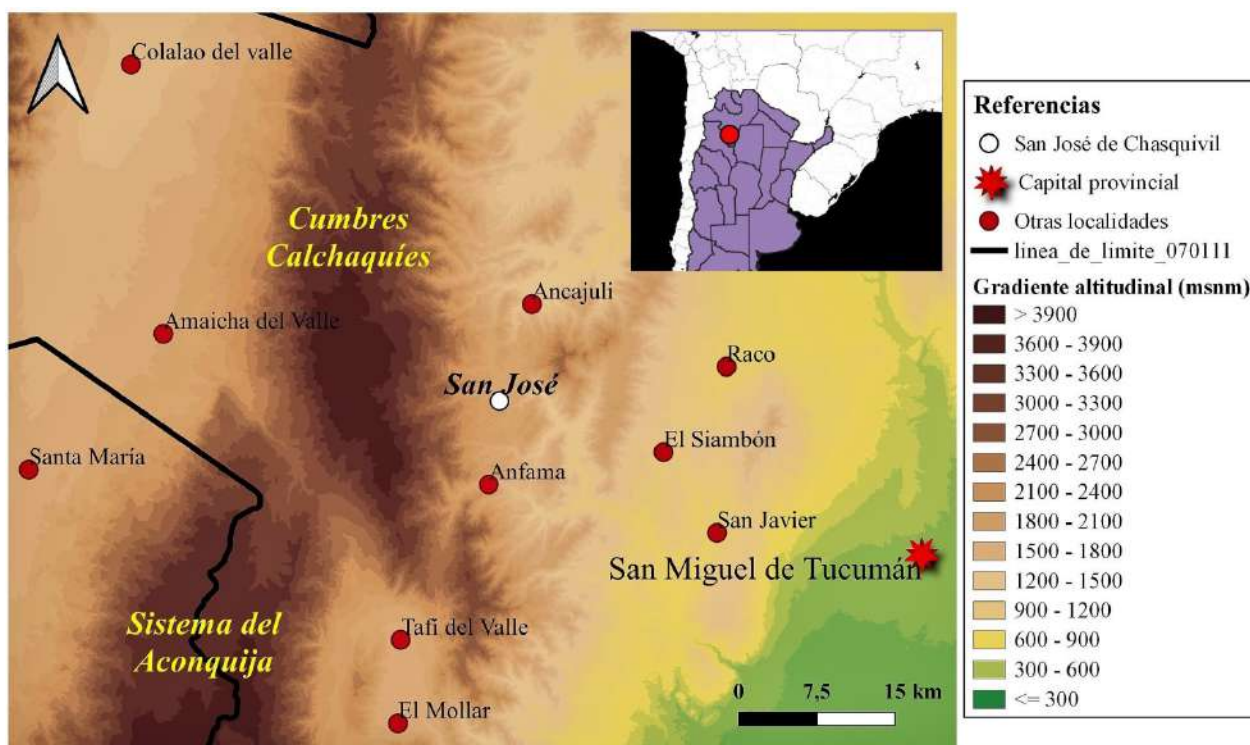 Colalao del valle
Cumbres
Calchaquíes
Ancajuli
Amaicha del Valle
Raco
San José
El Siambón
Santa María
Anfama
San Javier
San Miguel de Tucumán
Sistema del
Aconquija
Tafí del Valle
El Mollar
0 7,5 15 km
Referencias
San José de Chasquivil
Capital provincial
Otras localidades
linea_de_limite_070111
Gradiente altitudinal (msnm)
> 3900
3600 - 3900
3300 - 3600
3000 - 3300
2700 - 3000
2400 - 2700
2100 - 2400
1800 - 2100
1500 - 1800
1200 - 1500
900 - 1200
600 - 900
300 - 600
<= 300